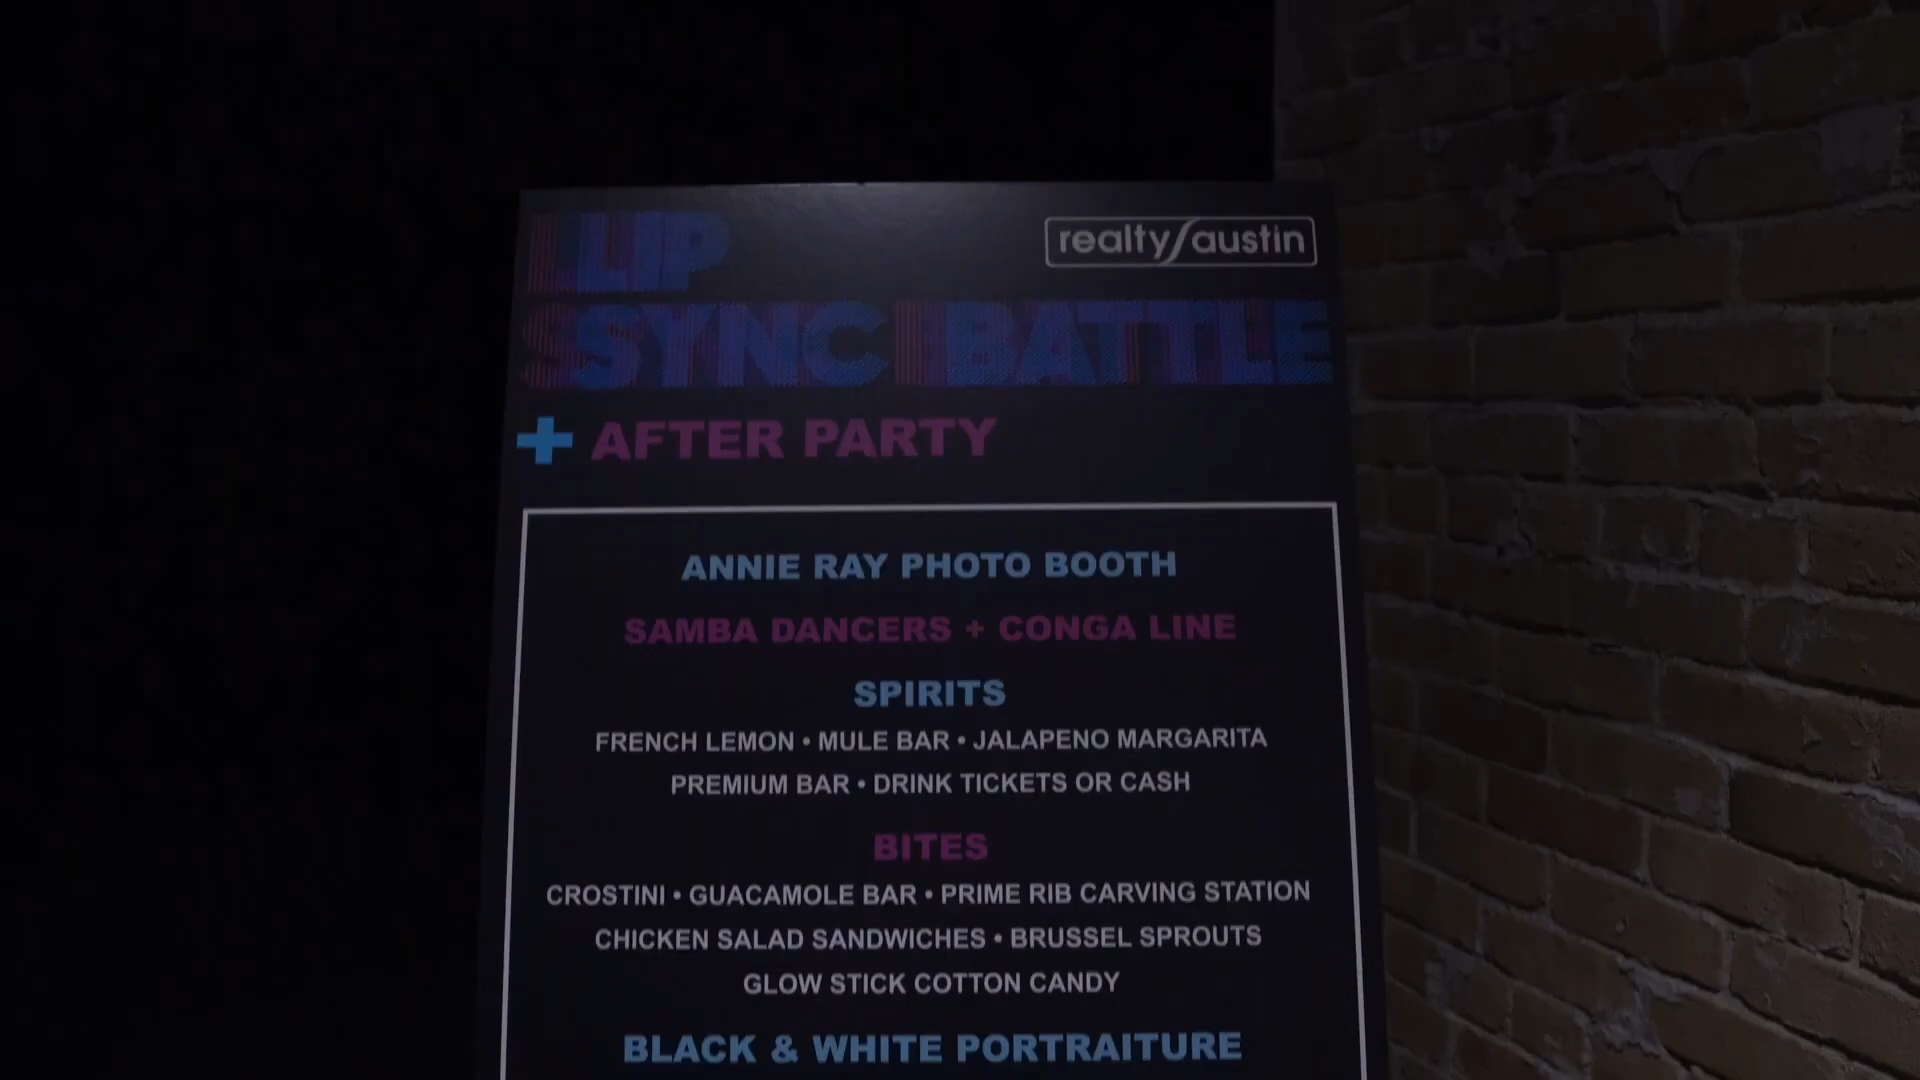 LIP
realty austin
SYNC BATTLE
+ AFTER PARTY
ANNIE RAY PHOTO BOOTH
SAMBA DANCERS + CONGA LINE
SPIRITS
FRENCH LEMON • MULE BAR • JALAPENO MARGARITA
PREMIUM BAR • DRINK TICKETS OR CASH
BITES
CROSTINI • GUACAMOLE BAR • PRIME RIB CARVING STATION
CHICKEN SALAD SANDWICHES • BRUSSEL SPROUTS
GLOW STICK COTTON CANDY
BLACK & WHITE PORTRAITURE